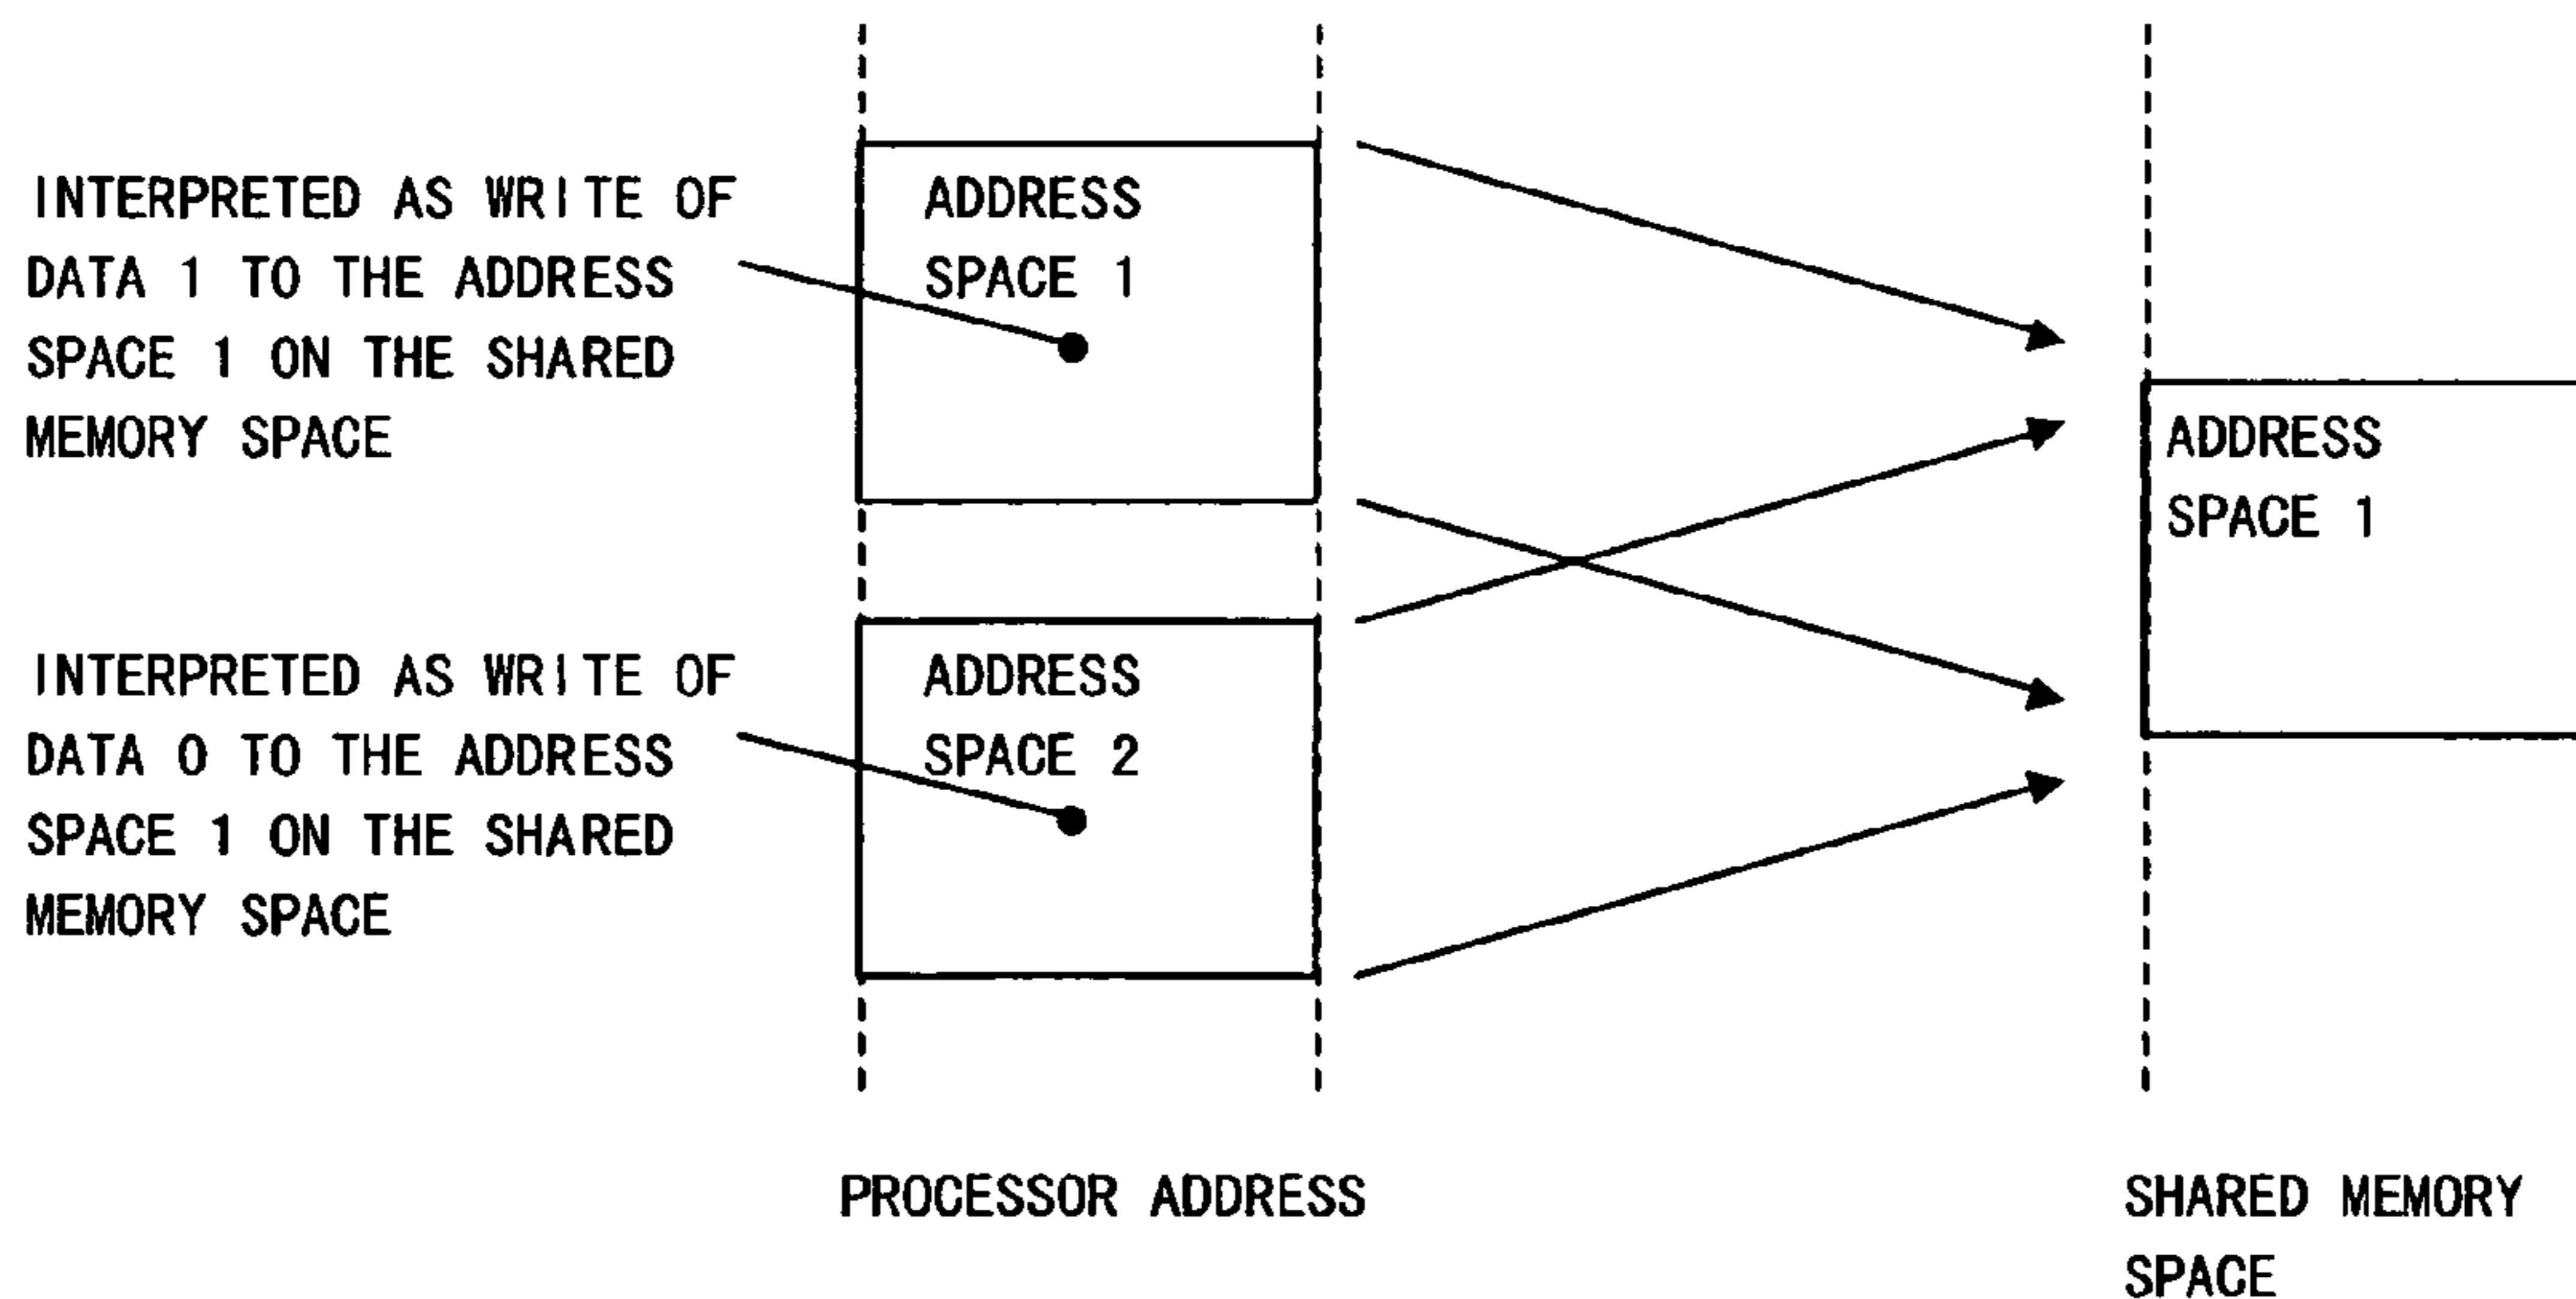 INTERPRETED AS WRITE OF
DATA 1 TO THE ADDRESS
SPACE 1 ON THE SHARED
MEMORY SPACE
ADDRESS
SPACE 1
ADDRESS
SPACE 1
INTERPRETED AS WRITE OF
DATA 0 TO THE ADDRESS
SPACE 1 ON THE SHARED
MEMORY SPACE
ADDRESS
SPACE 2
PROCESSOR ADDRESS
SHARED MEMORY
SPACE